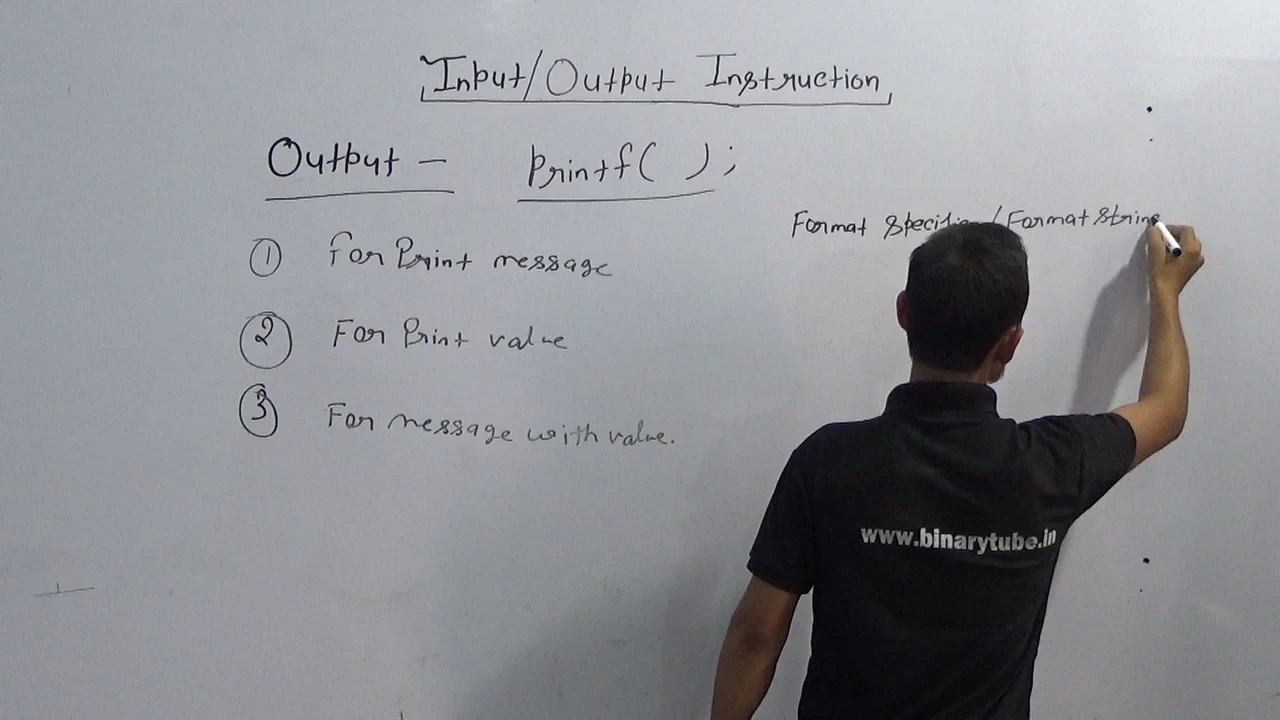 Input/Output Instruction
Output - Printf( );
① For Print message
② For Print value
③ For message with value.
Format / Format String
www.binarytube.in